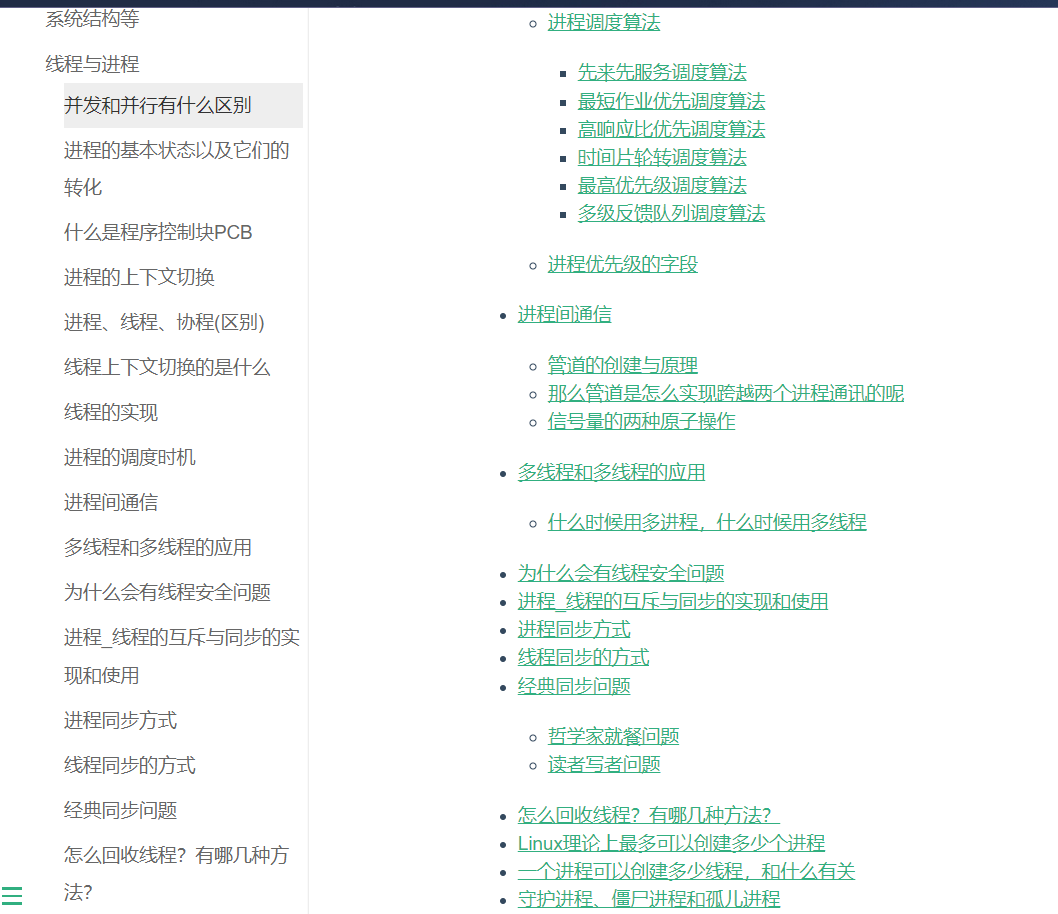 系统结构等
线程与进程
并发和并行有什么区别
进程的基本状态以及它们的
转化
什么是程序控制块PCB
进程的上下文切换
进程、线程、协程(区别)
线程上下文切换的是什么
线程的实现
进程的调度时机
进程间通信
多线程和多线程的应用
为什么会有线程安全问题
进程_线程的互斥与同步的实
现和使用
进程同步方式
线程同步的方式
经典同步问题
怎么回收线程？有哪几种方
法？
进程调度算法
先来先服务调度算法
最短作业优先调度算法
高响应比优先调度算法
时间片轮转调度算法
最高优先级调度算法
多级反馈队列调度算法
进程优先级的字段
进程间通信
管道的创建与原理
那么管道是怎么实现跨越两个进程通讯的呢
信号量的两种原子操作
多线程和多线程的应用
什么时候用多进程，什么时候用多线程
为什么会有线程安全问题
进程_线程的互斥与同步的实现和使用
进程同步方式
线程同步的方式
经典同步问题
哲学家就餐问题
读者写者问题
怎么回收线程？有哪几种方法？
Linux理论上最多可以创建多少个进程
一个进程可以创建多少线程，和什么有关
守护进程、僵尸进程和孤儿进程